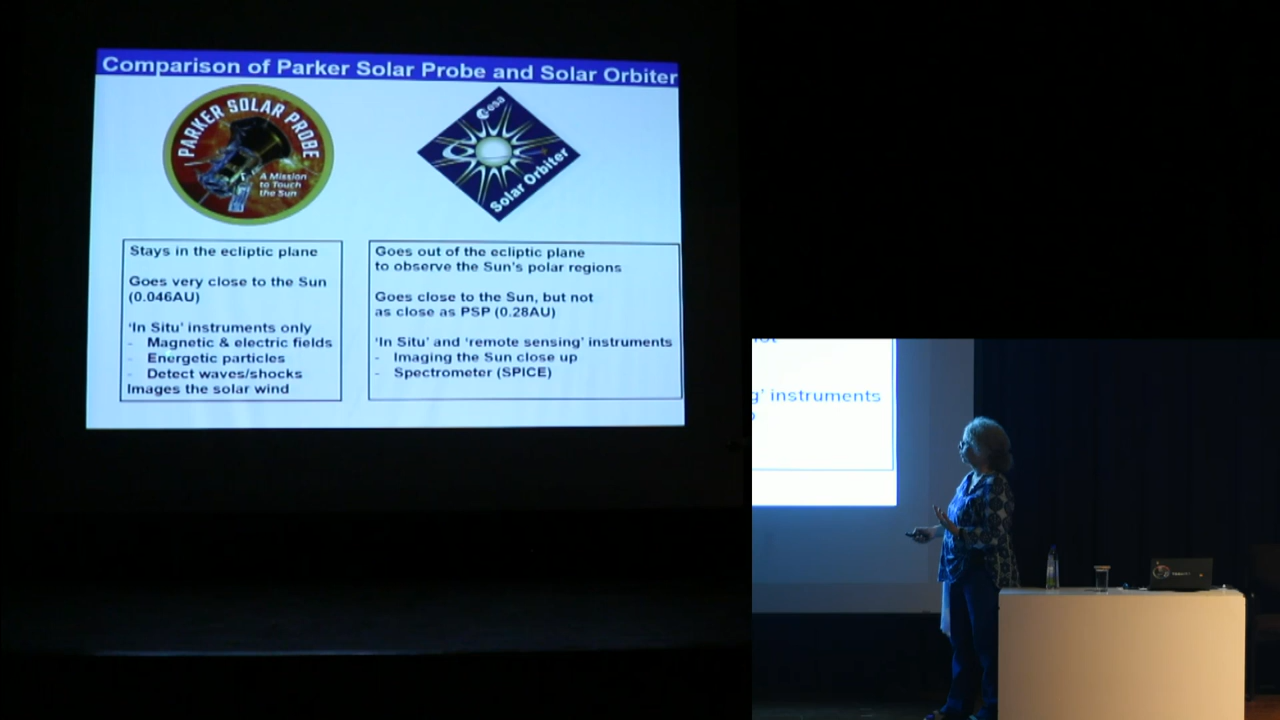 Comparison of Parker Solar Probe and Solar Orbiter
PARKER SOLAR PROBE
A Mission
to Touch
the Sun
esa
Solar Orbiter
Stays in the ecliptic plane
Goes very close to the Sun
(0.046AU)
'In Situ' instruments only
- Magnetic & electric fields
- Energetic particles
- Detect waves/shocks
Images the solar wind
Goes out of the ecliptic plane
to observe the Sun's polar regions
Goes close to the Sun, but not
as close as PSP (0.28AU)
'In Situ' and 'remote sensing' instruments
- Imaging the Sun close up
- Spectrometer (SPICE)
g' instruments